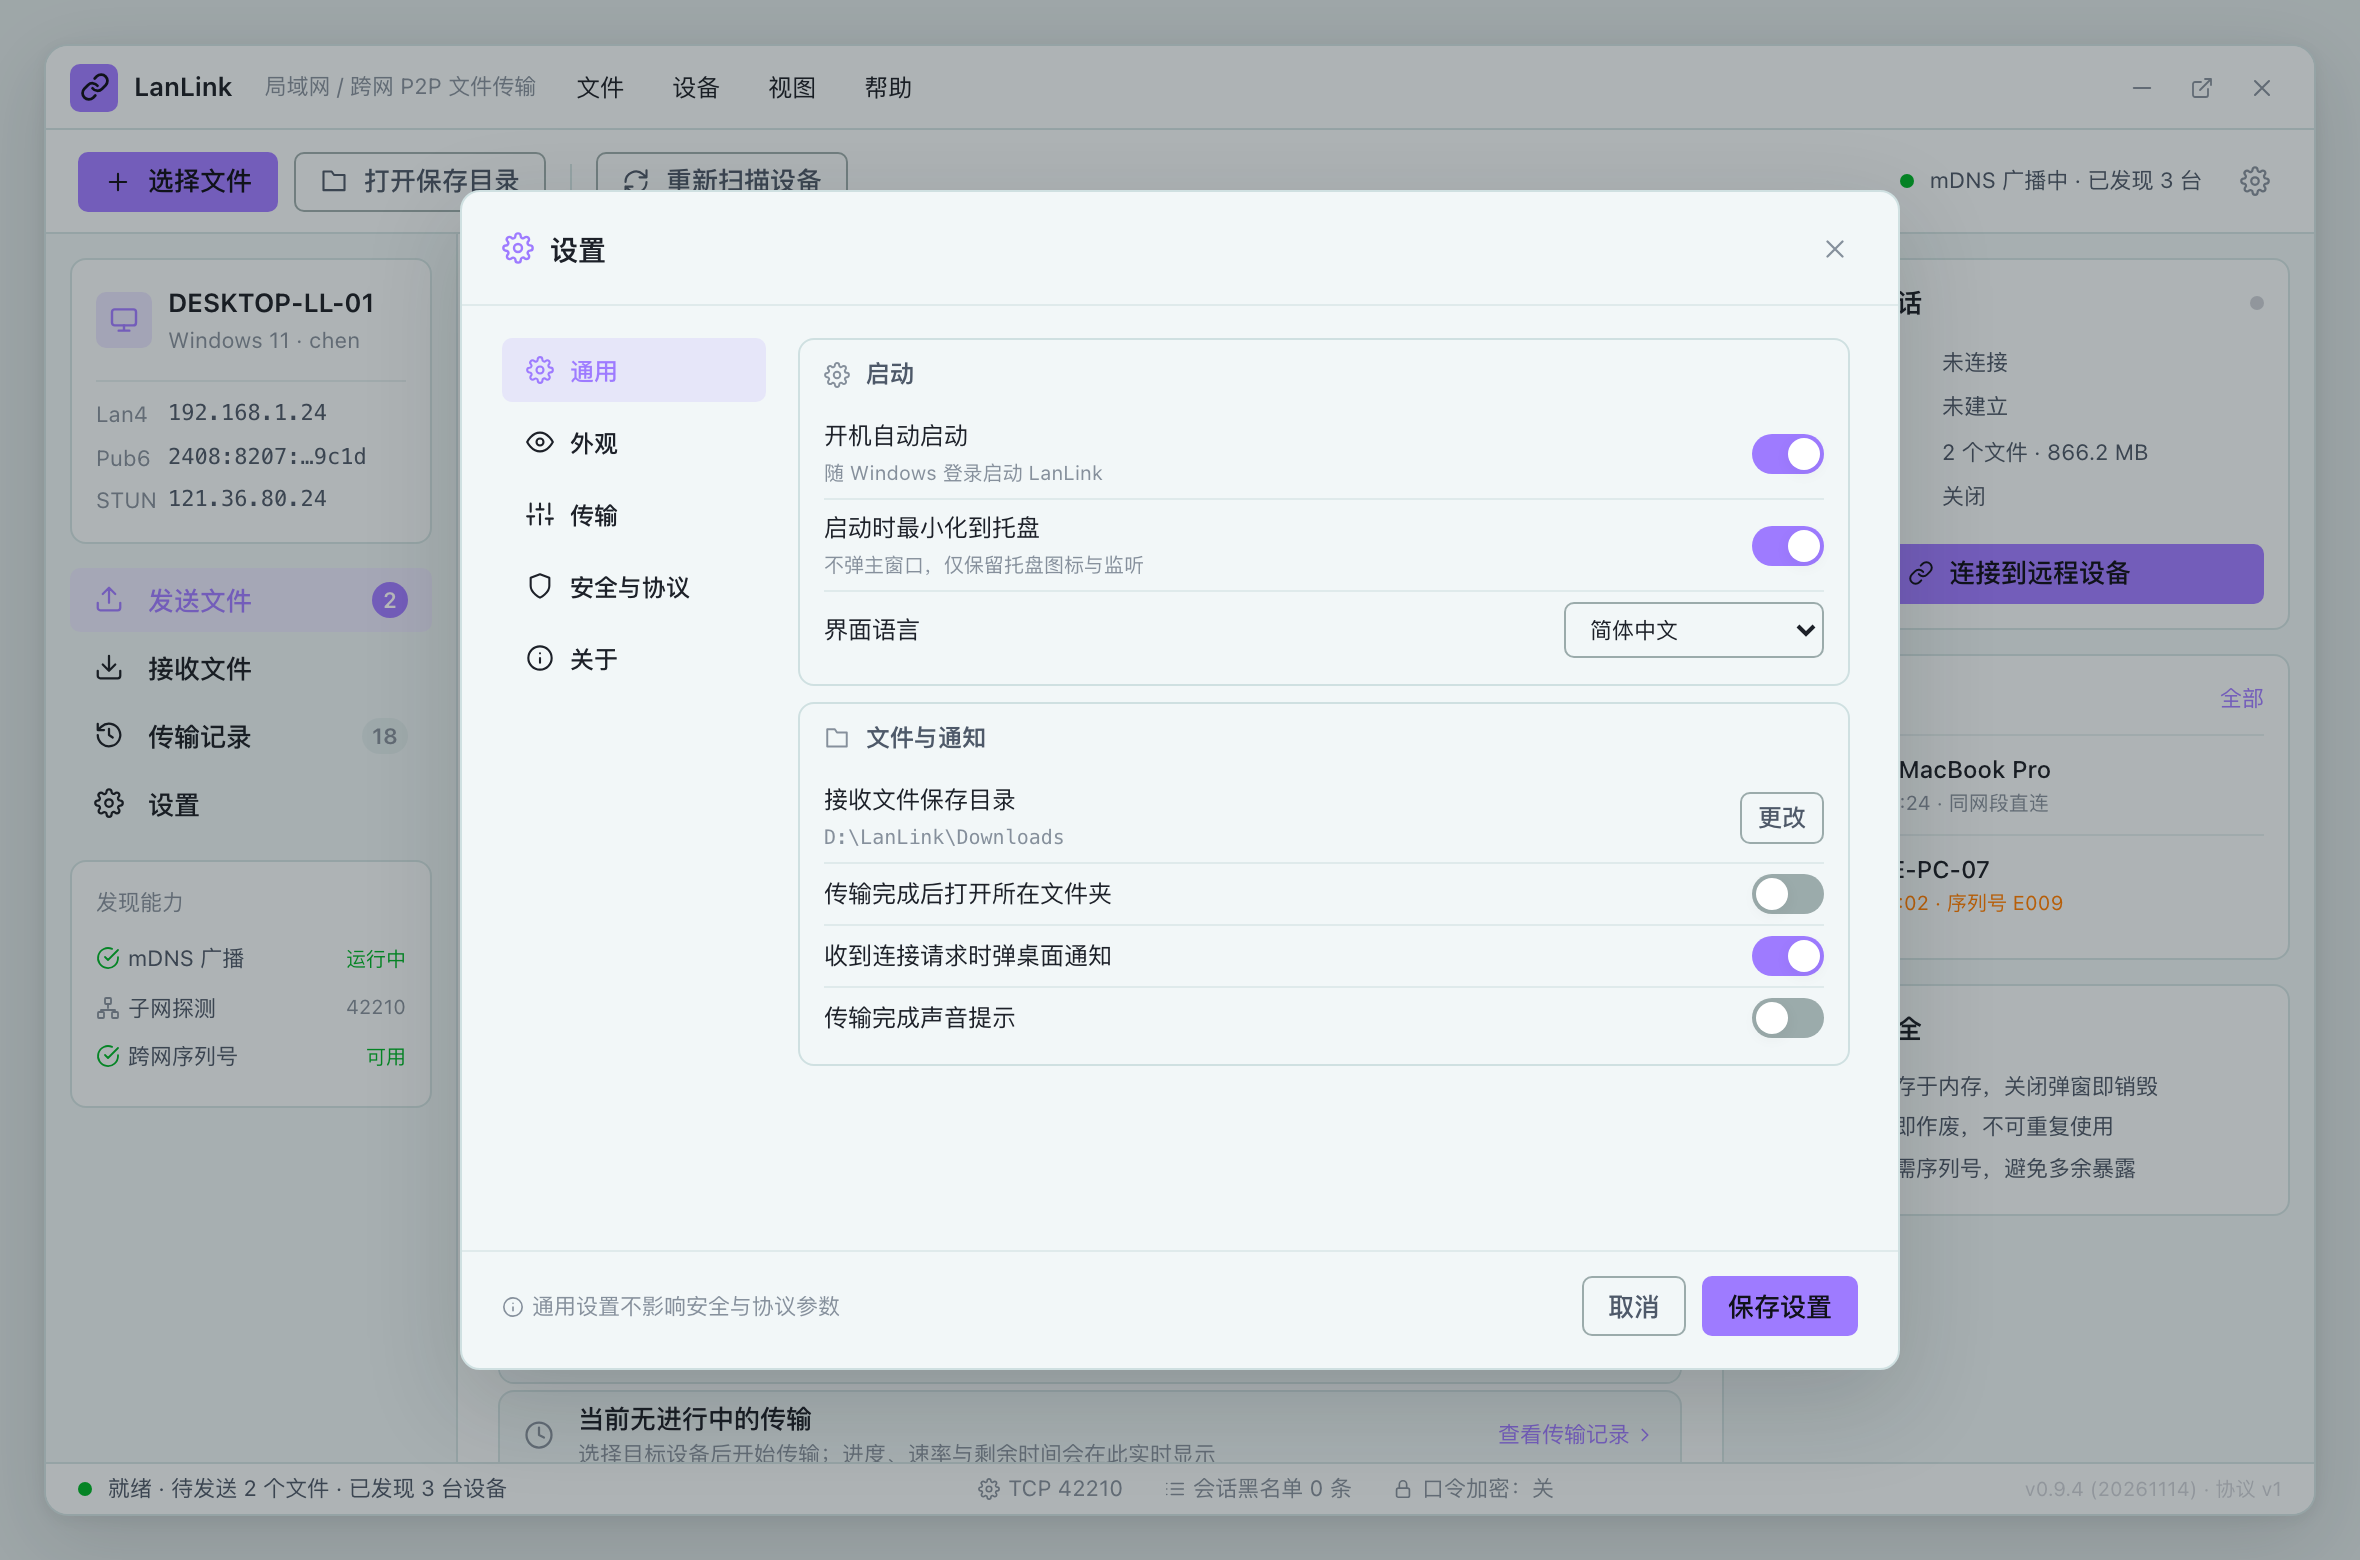 LanLink 局域网 / 跨网 P2P 文件传输 文件 设备 视图 帮助
选择文件 打开保存目录 重新扫描设备 mDNS 广播中 · 已发现 3 台
DESKTOP-LL-01
Windows 11 · chen
Lan4 192.168.1.24
Pub6 2408:8207:…9c1d
STUN 121.36.80.24
发送文件 2
接收文件
传输记录 18
设置
发现能力
mDNS 广播 运行中
子网探测 42210
跨网序列号 可用
设置
通用
外观
传输
安全与协议
关于
启动
开机自动启动
随 Windows 登录启动 LanLink
启动时最小化到托盘
不弹主窗口，仅保留托盘图标与监听
界面语言 简体中文
文件与通知
接收文件保存目录
D:\LanLink\Downloads
更改
传输完成后打开所在文件夹
收到连接请求时弹桌面通知
传输完成声音提示
通用设置不影响安全与协议参数
取消 保存设置
话
未连接
未建立
2 个文件 · 866.2 MB
关闭
连接到远程设备
全部
MacBook Pro
:24 · 同网段直连
E-PC-07
:02 · 序列号 E009
全
存于内存，关闭弹窗即销毁
即作废，不可重复使用
需序列号，避免多余暴露
当前无进行中的传输
选择目标设备后开始传输；进度、速率与剩余时间会在此实时显示
查看传输记录
就绪 · 待发送 2 个文件 · 已发现 3 台设备
TCP 42210 会话黑名单 0 条 口令加密：关
v0.9.4 (20261114) · 协议 v1